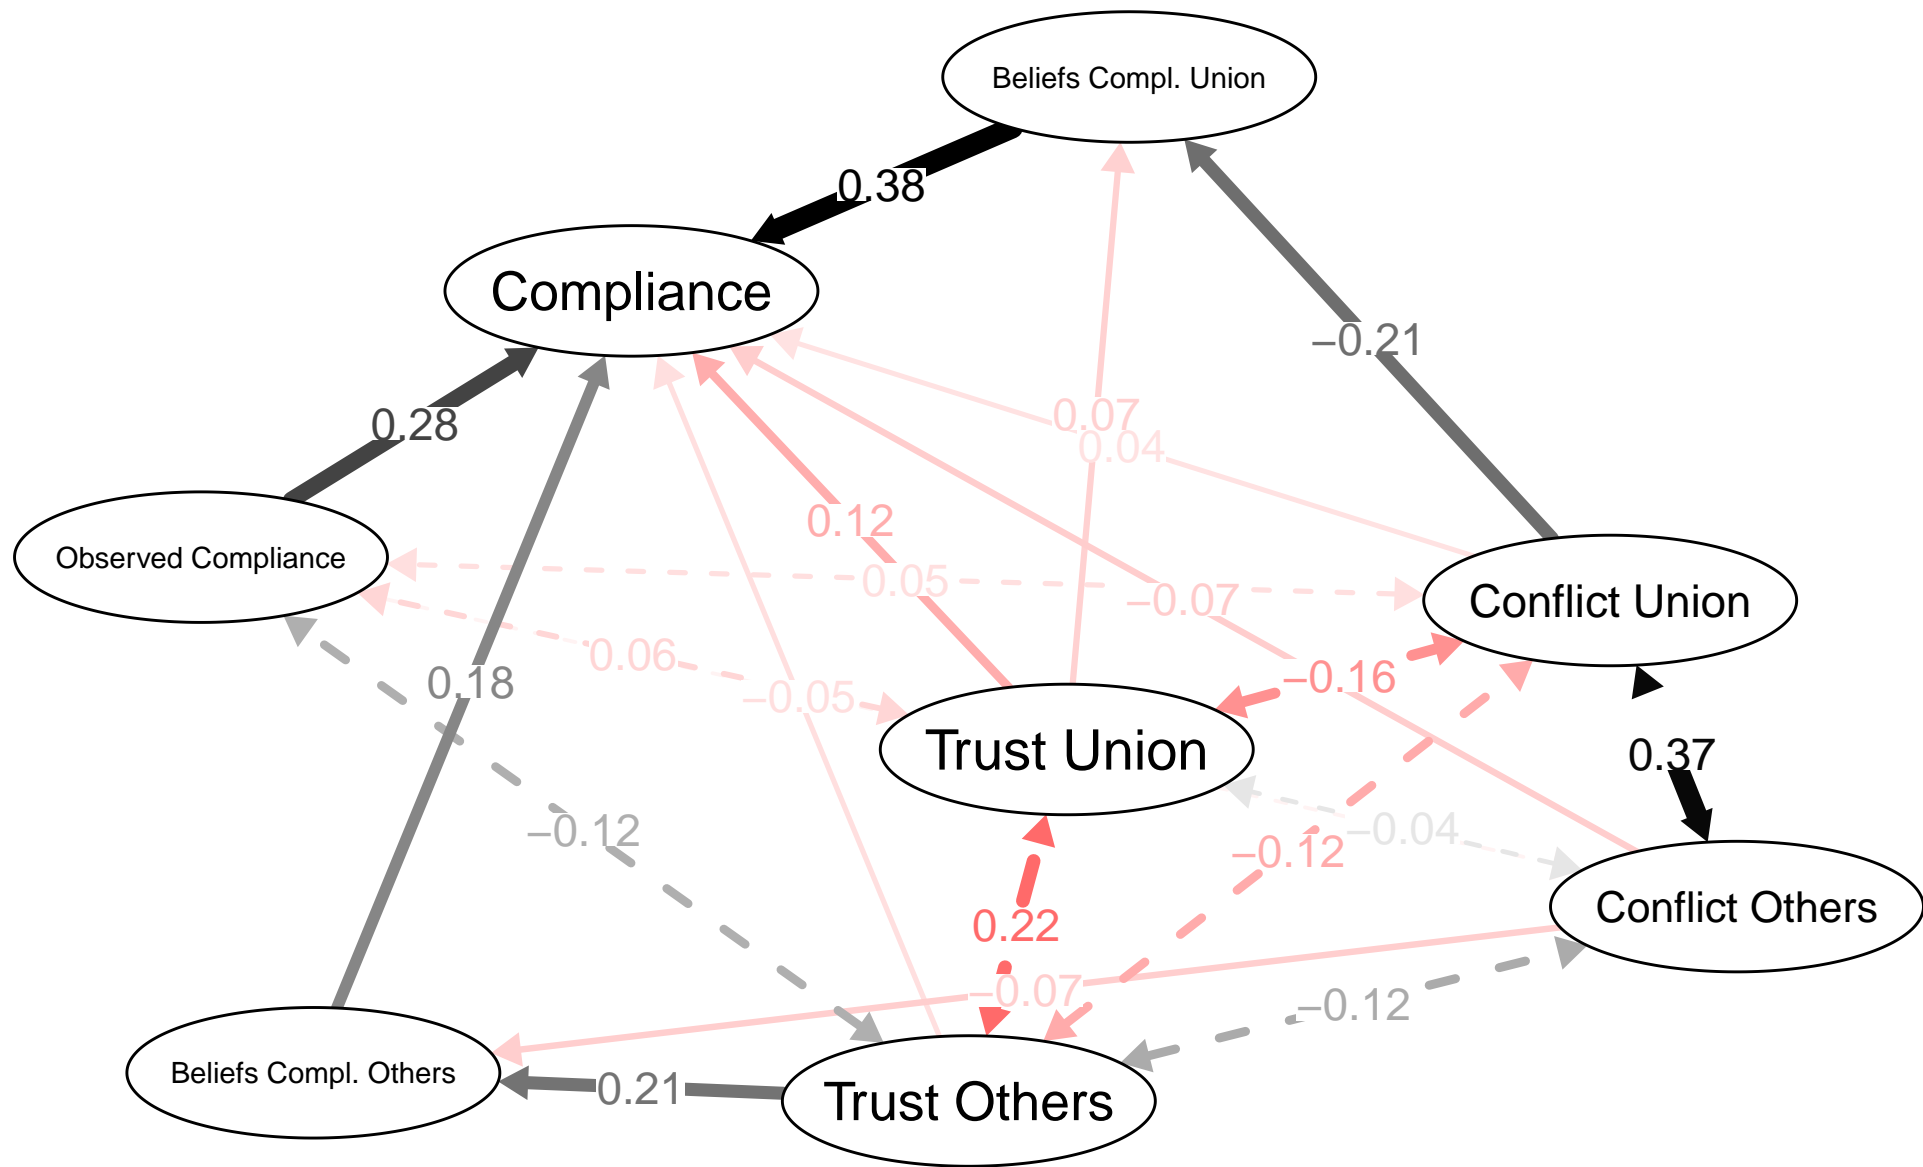 Beliefs Compl. Union
0.38
Compliance
−0.21
0.07
0.28
0.04
0.12
Observed Compliance
0.05
−0.07
Conflict Union
0.06
−0.16
0.18
−0.05
Trust Union
0.37
−0.12
−0.04
−0.12
Conflict Others
0.22
−0.07
−0.12
Beliefs Compl. Others
0.21
Trust Others